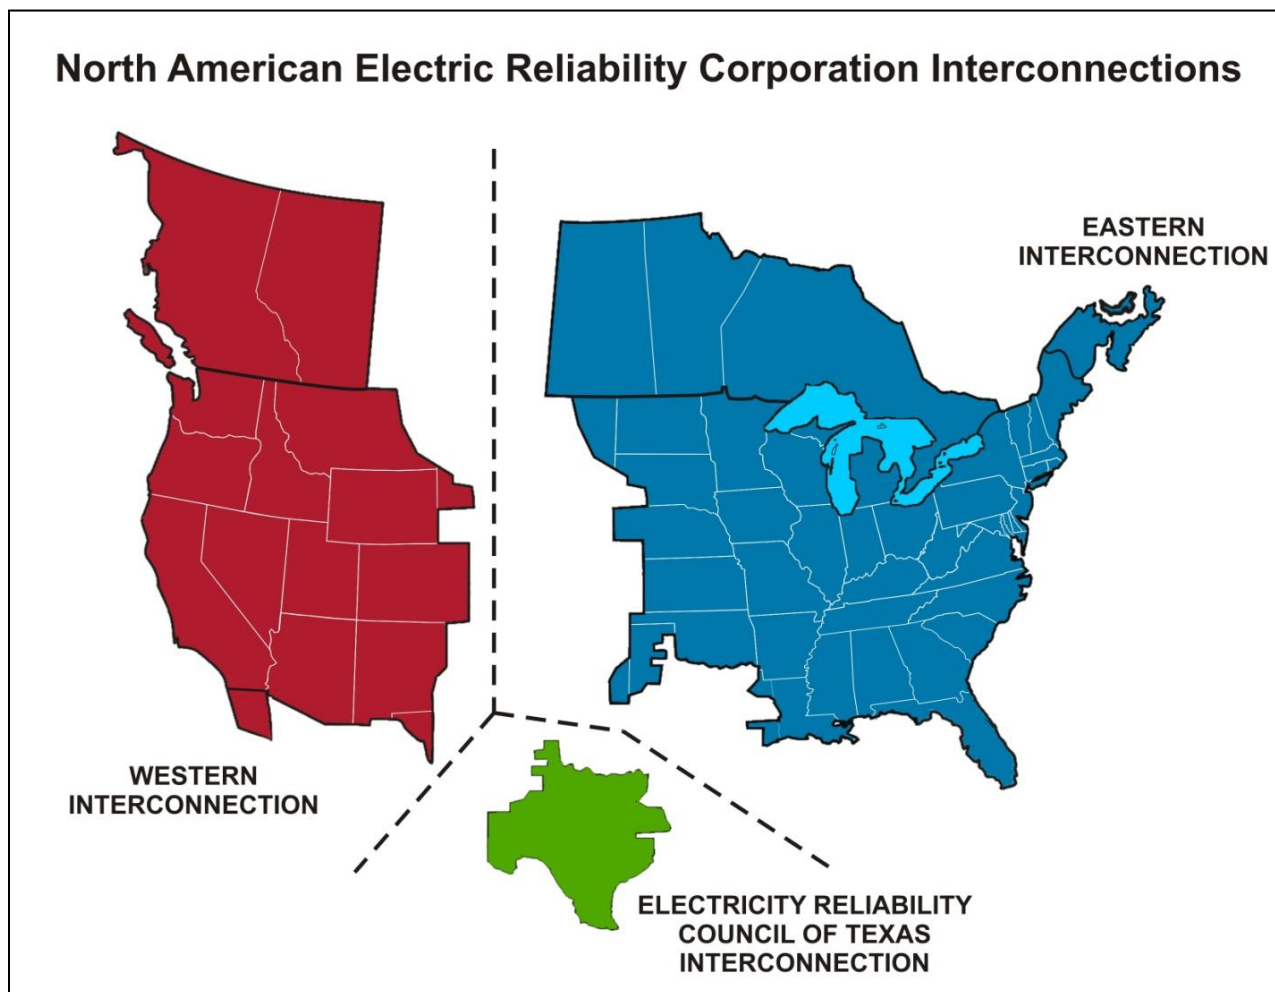 North American Electric Reliability Corporation Interconnections
EASTERN
INTERCONNECTION
WESTERN
INTERCONNECTION
ELECTRICITY RELIABILITY
COUNCIL OF TEXAS
INTERCONNECTION